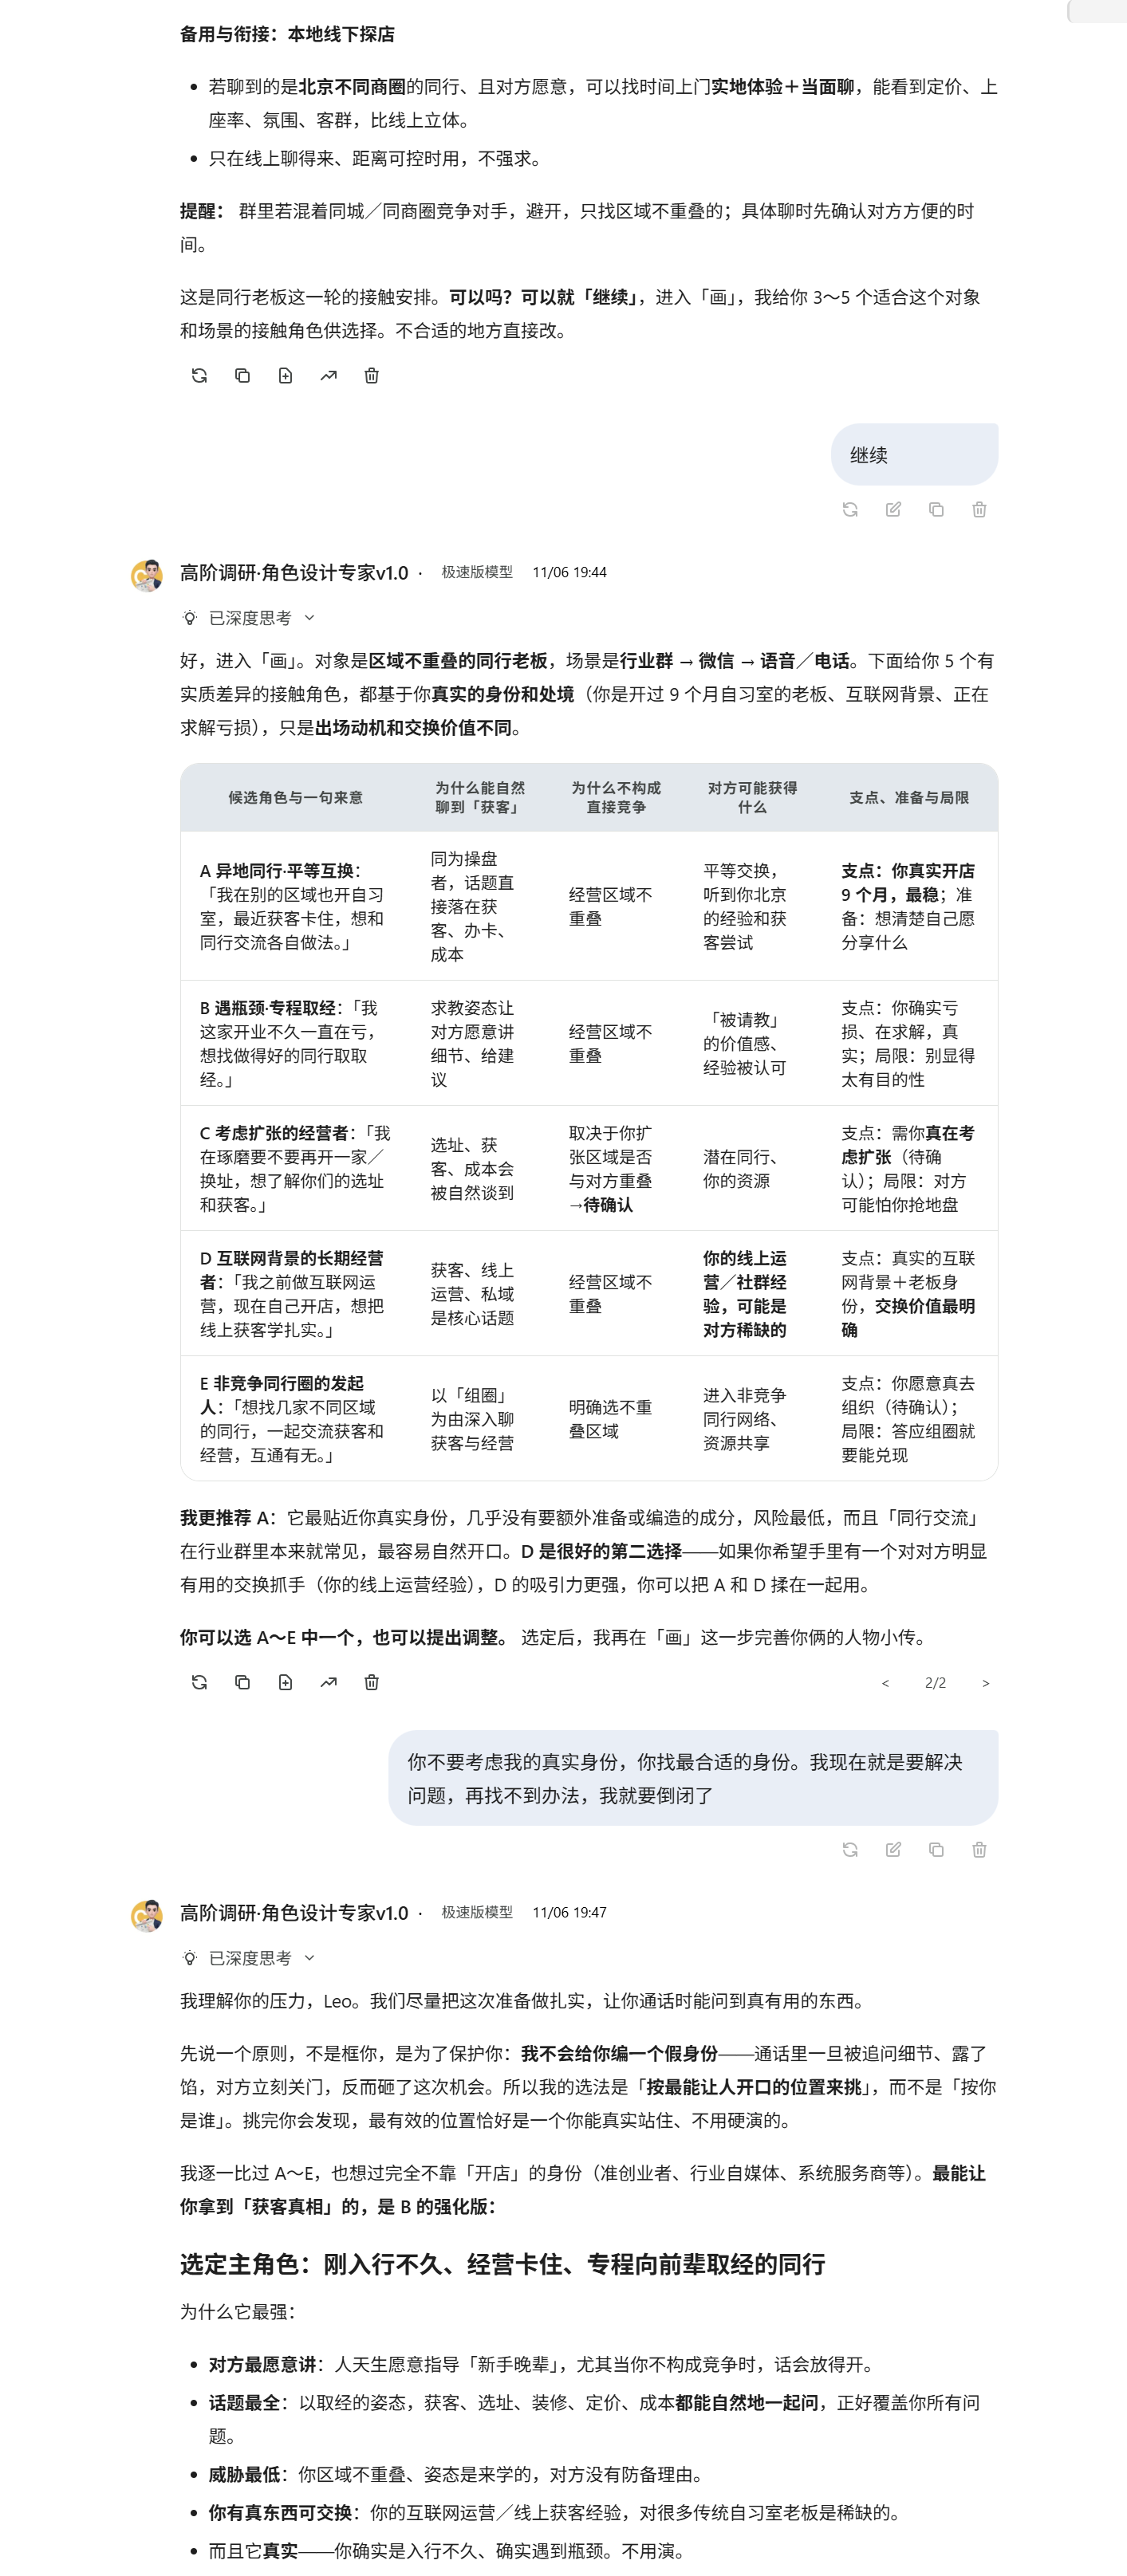 备用与衔接：本地线下探店
若聊到的是北京不同商圈的同行、且对方愿意，可以找时间上门实地体验＋当面聊，能看到定价、上
座率、氛围、客群，比线上立体。
只在线上聊得来、距离可控时用，不强求。
提醒： 群里若混着同城／同商圈竞争对手，避开，只找区域不重叠的；具体聊时先确认对方方便的时
间。
这是同行老板这一轮的接触安排。可以吗？可以就「继续」，进入「画」，我给你 3～5 个适合这个对象
和场景的接触角色供选择。不合适的地方直接改。
继续
高阶调研·角色设计专家v1.0 · 极速版模型 11/06 19:44
已深度思考
好，进入「画」。对象是区域不重叠的同行老板，场景是行业群 → 微信 → 语音／电话。下面给你 5 个有
实质差异的接触角色，都基于你真实的身份和处境（你是开过 9 个月自习室的老板、互联网背景、正在
求解亏损），只是出场动机和交换价值不同。
候选角色与一句来意
为什么能自然
聊到「获客」
为什么不构成
直接竞争
对方可能获得
什么
支点、准备与局限
A 异地同行·平等互换：
「我在别的区域也开自习
室，最近获客卡住，想和
同行交流各自做法。」
同为操盘
者，话题直
接落在获
客、办卡、
成本
经营区域不
重叠
平等交换，
听到你北京
的经验和获
客尝试
支点：你真实开店
9 个月，最稳；准
备：想清楚自己愿
分享什么
B 遇瓶颈·专程取经：「我
这家开业不久一直在亏，
想找做得好的同行取取
经。」
求教姿态让
对方愿意讲
细节、给建
议
经营区域不
重叠
「被请教」
的价值感、
经验被认可
支点：你确实亏
损、在求解，真
实；局限：别显得
太有目的性
C 考虑扩张的经营者：「我
在琢磨要不要再开一家／
换址，想了解你们的选址
和获客。」
选址、获
客、成本会
被自然谈到
取决于你扩
张区域是否
与对方重叠
→待确认
潜在同行、
你的资源
支点：需你真在考
虑扩张（待确
认）；局限：对方
可能怕你抢地盘
D 互联网背景的长期经营
者：「我之前做互联网运
营，现在自己开店，想把
线上获客学扎实。」
获客、线上
运营、私域
是核心话题
经营区域不
重叠
你的线上运
营／社群经
验，可能是
对方稀缺的
支点：真实的互联
网背景＋老板身
份，交换价值最明
确
E 非竞争同行圈的发起
人：「想找几家不同区域
的同行，一起交流获客和
经营，互通有无。」
以「组圈」
为由深入聊
获客与经营
明确选不重
叠区域
进入非竞争
同行网络、
资源共享
支点：你愿意真去
组织（待确认）；
局限：答应组圈就
要能兑现
我更推荐 A：它最贴近你真实身份，几乎没有要额外准备或编造的成分，风险最低，而且「同行交流」
在行业群里本来就常见，最容易自然开口。D 是很好的第二选择——如果你希望手里有一个对对方明显
有用的交换抓手（你的线上运营经验），D 的吸引力更强，你可以把 A 和 D 揉在一起用。
你可以选 A～E 中一个，也可以提出调整。 选定后，我再在「画」这一步完善你俩的人物小传。
< 2/2 >
你不要考虑我的真实身份，你找最合适的身份。我现在就是要解决
问题，再找不到办法，我就要倒闭了
高阶调研·角色设计专家v1.0 · 极速版模型 11/06 19:47
已深度思考
我理解你的压力，Leo。我们尽量把这次准备做扎实，让你通话时能问到真有用的东西。
先说一个原则，不是框你，是为了保护你：我不会给你编一个假身份——通话里一旦被追问细节、露了
馅，对方立刻关门，反而砸了这次机会。所以我的选法是「按最能让人开口的位置来挑」，而不是「按你
是谁」。挑完你会发现，最有效的位置恰好是一个你能真实站住、不用硬演的。
我逐一比过 A～E，也想过完全不靠「开店」的身份（准创业者、行业自媒体、系统服务商等）。最能让
你拿到「获客真相」的，是 B 的强化版：
选定主角色：刚入行不久、经营卡住、专程向前辈取经的同行
为什么它最强：
对方最愿意讲：人天生愿意指导「新手晚辈」，尤其当你不构成竞争时，话会放得开。
话题最全：以取经的姿态，获客、选址、装修、定价、成本都能自然地一起问，正好覆盖你所有问
题。
威胁最低：你区域不重叠、姿态是来学的，对方没有防备理由。
你有真东西可交换：你的互联网运营／线上获客经验，对很多传统自习室老板是稀缺的。
而且它真实——你确实是入行不久、确实遇到瓶颈。不用演。